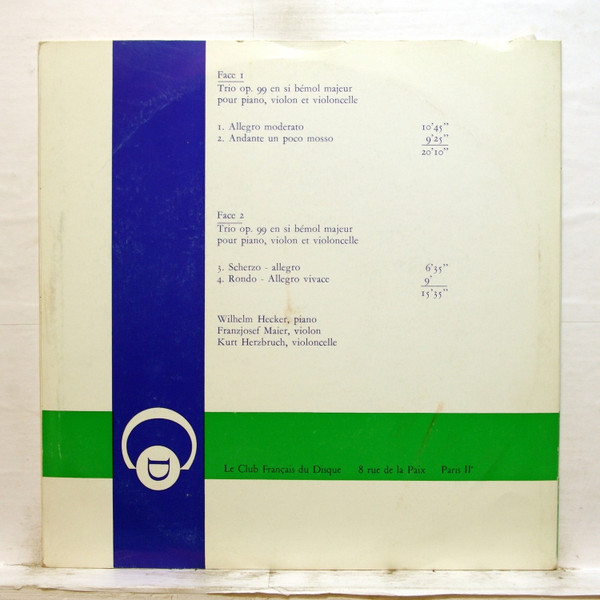 Face 1
Trio op. 99 en si bémol majeur
pour piano, violon et violoncelle
1. Allegro moderato 10'45"
2. Andante un poco mosso 9'25"
20'10"
Face 2
Trio op. 99 en si bémol majeur
pour piano, violon et violoncelle
3. Scherzo - allegro 6'35"
4. Rondo - Allegro vivace 9'
15'35"
Wilhelm Hecker, piano
Franzjosef Maier, violon
Kurt Herzbruch, violoncelle
D
Le Club Français du Disque 8 rue de la Paix Paris IIe